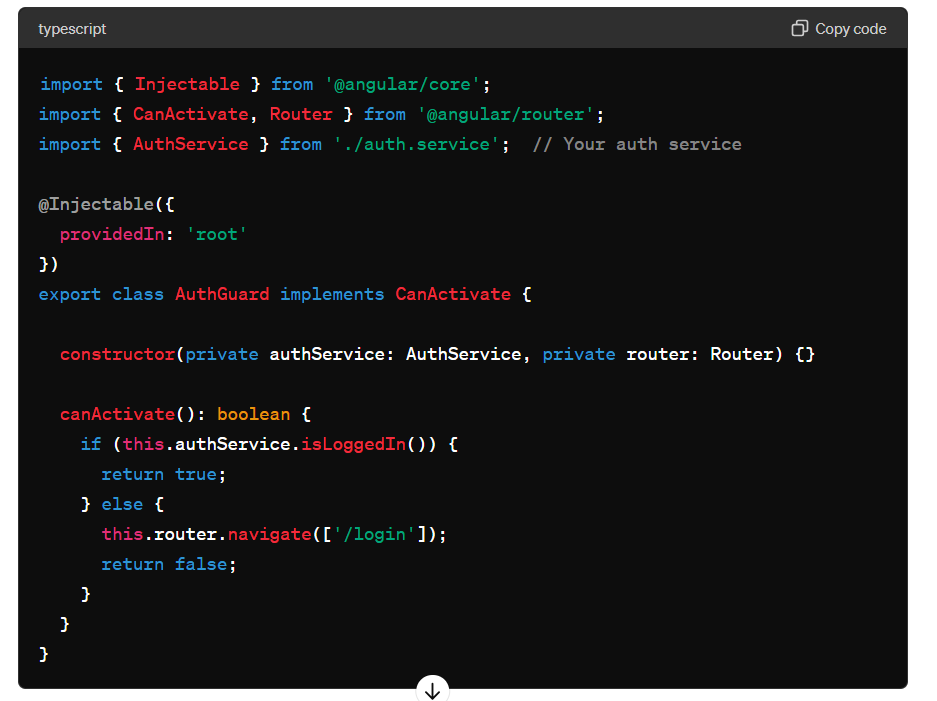 typescript
Copy code
import { Injectable } from '@angular/core';
import { CanActivate, Router } from '@angular/router';
import { AuthService } from './auth.service';  // Your auth service
@Injectable({
  providedIn: 'root'
})
export class AuthGuard implements CanActivate {
  constructor(private authService: AuthService, private router: Router) {}
  canActivate(): boolean {
    if (this.authService.isLoggedIn()) {
      return true;
    } else {
      this.router.navigate(['/login']);
      return false;
    }
  }
}